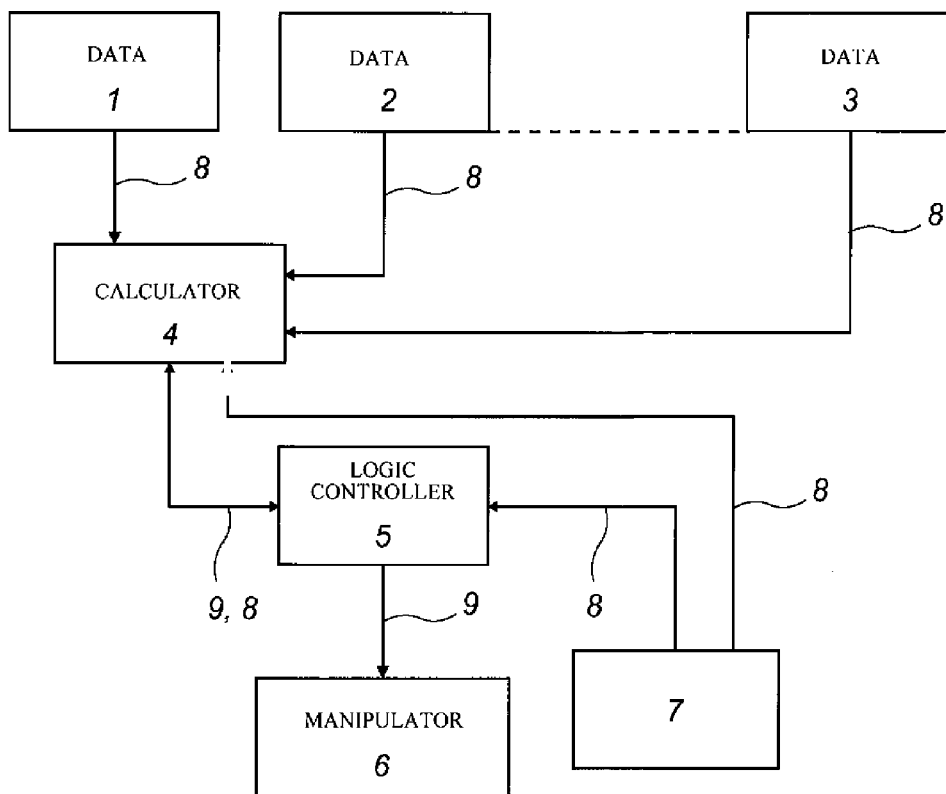 DATA
1
DATA
2
DATA
3
8
8
8
CALCULATOR
4
LOGIC
CONTROLLER
5
8
9, 8
9
8
MANIPULATOR
6
7